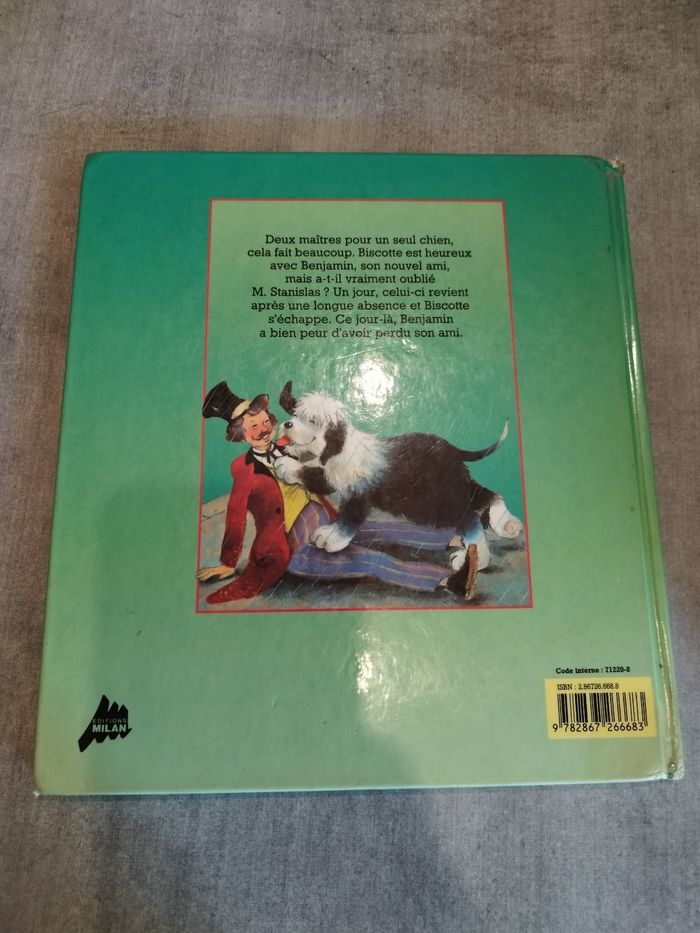 Deux maîtres pour un seul chien,
cela fait beaucoup. Biscotte est heureux
avec Benjamin, son nouvel ami,
mais a-t-il vraiment oublié
M. Stanislas ? Un jour, celui-ci revient
après une longue absence et Biscotte
s'échappe. Ce jour-là, Benjamin
a bien peur d'avoir perdu son ami.
Code interne : 71220-8
ISBN : 2.86726.668.8
9 782867 266683
EDITIONS
MILAN